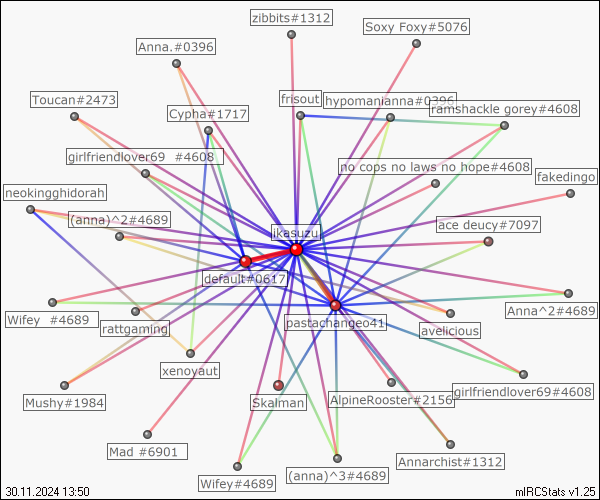 zibbits#1312
Soxy Foxy#5076
Anna.#0396
Toucan#2473
frisout
hypomanianna#0396
ramshackle gorey#4608
Cypha#1717
girlfriendlover69 #4608
no cops no laws no hope#4608
fakedingo
neokingghidorah
(anna)^2#4689
ace deucy#7097
ikasuzu
default#0617
Wifey #4689
rattgaming
pastachangeo41
avelicious
Anna^2#4689
xenoyaut
Mushy#1984
Skalman
AlpineRooster#2156
girlfriendlover69#4608
Mad #6901
Wifey#4689
(anna)^3#4689
Annarchist#1312
30.11.2024 13:50
mIRCStats v1.25